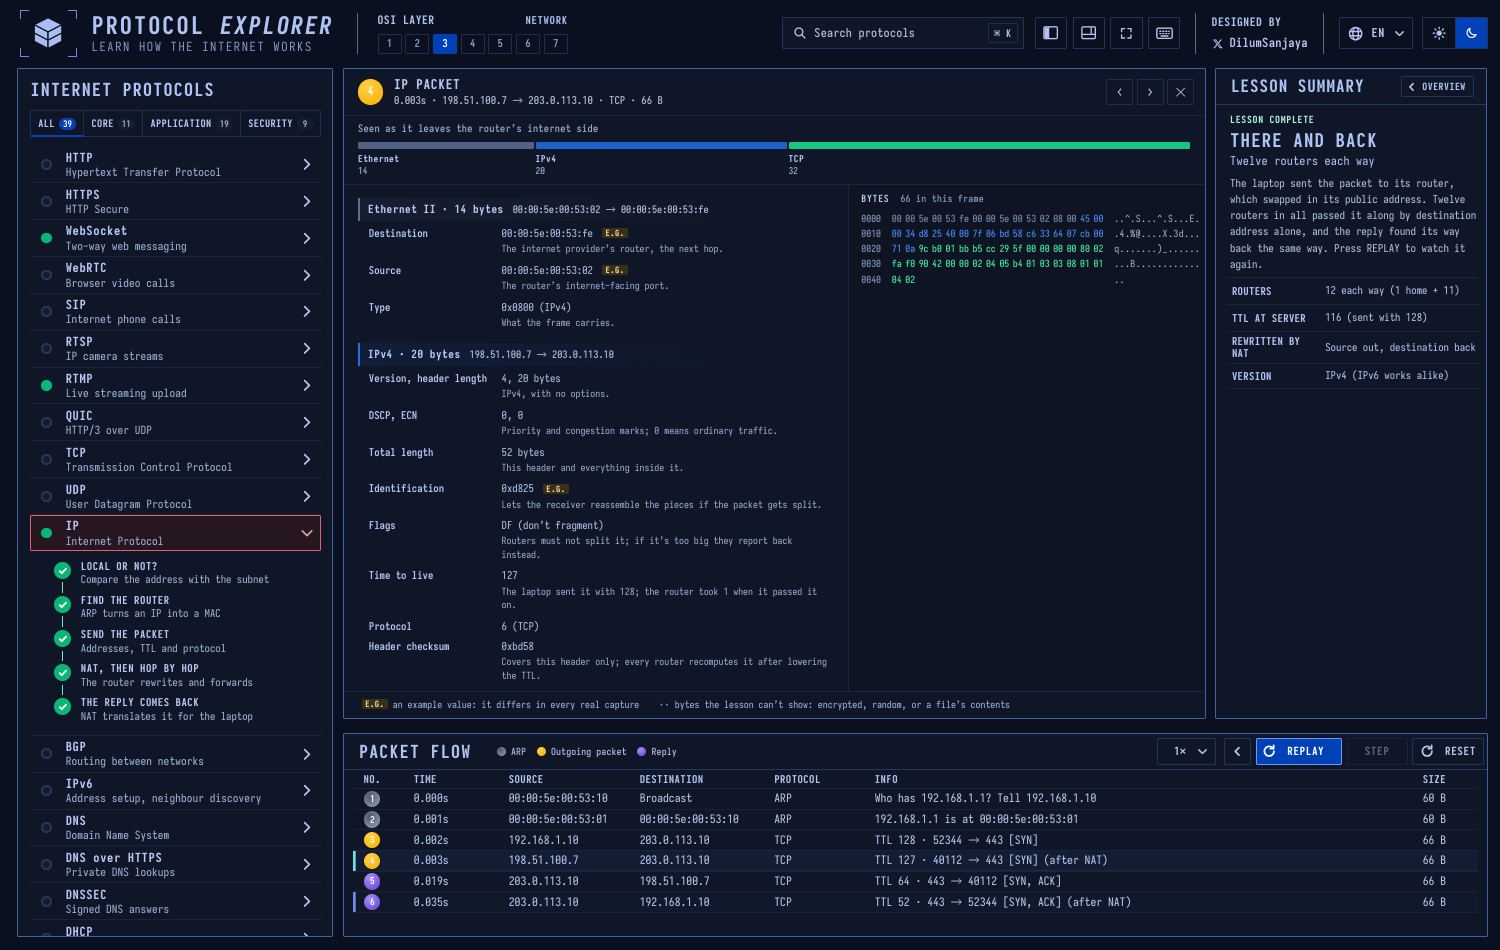 PROTOCOL EXPLORER
LEARN HOW THE INTERNET WORKS
OSI LAYER NETWORK
1 2 3 4 5 6 7
Search protocols ⌘ K
DESIGNED BY
DilumSanjaya
EN
INTERNET PROTOCOLS
ALL 39 CORE 11 APPLICATION 19 SECURITY 9
HTTP
Hypertext Transfer Protocol
HTTPS
HTTP Secure
WebSocket
Two-way web messaging
WebRTC
Browser video calls
SIP
Internet phone calls
RTSP
IP camera streams
RTMP
Live streaming upload
QUIC
HTTP/3 over UDP
TCP
Transmission Control Protocol
UDP
User Datagram Protocol
IP
Internet Protocol
LOCAL OR NOT?
Compare the address with the subnet
FIND THE ROUTER
ARP turns an IP into a MAC
SEND THE PACKET
Addresses, TTL and protocol
NAT, THEN HOP BY HOP
The router rewrites and forwards
THE REPLY COMES BACK
NAT translates it for the laptop
BGP
Routing between networks
IPv6
Address setup, neighbour discovery
DNS
Domain Name System
DNS over HTTPS
Private DNS lookups
DNSSEC
Signed DNS answers
DHCP
4 IP PACKET
0.003s · 198.51.100.7 → 203.0.113.10 · TCP · 66 B
Seen as it leaves the router's internet side
Ethernet IPv4 TCP
14 20 32
Ethernet II · 14 bytes 00:00:5e:00:53:02 → 00:00:5e:00:53:fe
Destination 00:00:5e:00:53:fe E.G.
The internet provider's router, the next hop.
Source 00:00:5e:00:53:02 E.G.
The router's internet-facing port.
Type 0x0800 (IPv4)
What the frame carries.
IPv4 · 20 bytes 198.51.100.7 → 203.0.113.10
Version, header length 4, 20 bytes
IPv4, with no options.
DSCP, ECN 0, 0
Priority and congestion marks; 0 means ordinary traffic.
Total length 52 bytes
This header and everything inside it.
Identification 0xd825 E.G.
Lets the receiver reassemble the pieces if the packet gets split.
Flags DF (don't fragment)
Routers must not split it; if it's too big they report back
instead.
Time to live 127
The laptop sent it with 128; the router took 1 when it passed it
on.
Protocol 6 (TCP)
Header checksum 0xbd58
Covers this header only; every router recomputes it after lowering
the TTL.
BYTES 66 in this frame
0000 00 00 5e 00 53 fe 00 00 5e 00 53 02 08 00 45 00 ..^.S...^.S...E.
0010 00 34 d8 25 40 00 7f 06 bd 58 c6 33 64 07 cb 00 .4.%@....X.3d...
0020 71 0a 9c b0 01 bb b5 cc 29 5f 00 00 00 00 80 02 q.......)_......
0030 fa f0 90 42 00 00 02 04 05 b4 01 03 03 08 01 01 ...B............
0040 04 02 ..
E.G. an example value: it differs in every real capture ·· bytes the lesson can't show: encrypted, random, or a file's contents
LESSON SUMMARY OVERVIEW
LESSON COMPLETE
THERE AND BACK
Twelve routers each way
The laptop sent the packet to its router,
which swapped in its public address. Twelve
routers in all passed it along by destination
address alone, and the reply found its way
back the same way. Press REPLAY to watch it
again.
ROUTERS 12 each way (1 home + 11)
TTL AT SERVER 116 (sent with 128)
REWRITTEN BY NAT Source out, destination back
VERSION IPv4 (IPv6 works alike)
PACKET FLOW ARP Outgoing packet Reply 1× REPLAY STEP RESET
NO. TIME SOURCE DESTINATION PROTOCOL INFO SIZE
1 0.000s 00:00:5e:00:53:10 Broadcast ARP Who has 192.168.1.1? Tell 192.168.1.10 60 B
2 0.001s 00:00:5e:00:53:01 00:00:5e:00:53:10 ARP 192.168.1.1 is at 00:00:5e:00:53:01 60 B
3 0.002s 192.168.1.10 203.0.113.10 TCP TTL 128 · 52344 → 443 [SYN] 66 B
4 0.003s 198.51.100.7 203.0.113.10 TCP TTL 127 · 40112 → 443 [SYN] (after NAT) 66 B
5 0.019s 203.0.113.10 198.51.100.7 TCP TTL 64 · 443 → 40112 [SYN, ACK] 66 B
6 0.035s 203.0.113.10 192.168.1.10 TCP TTL 52 · 443 → 52344 [SYN, ACK] (after NAT) 66 B